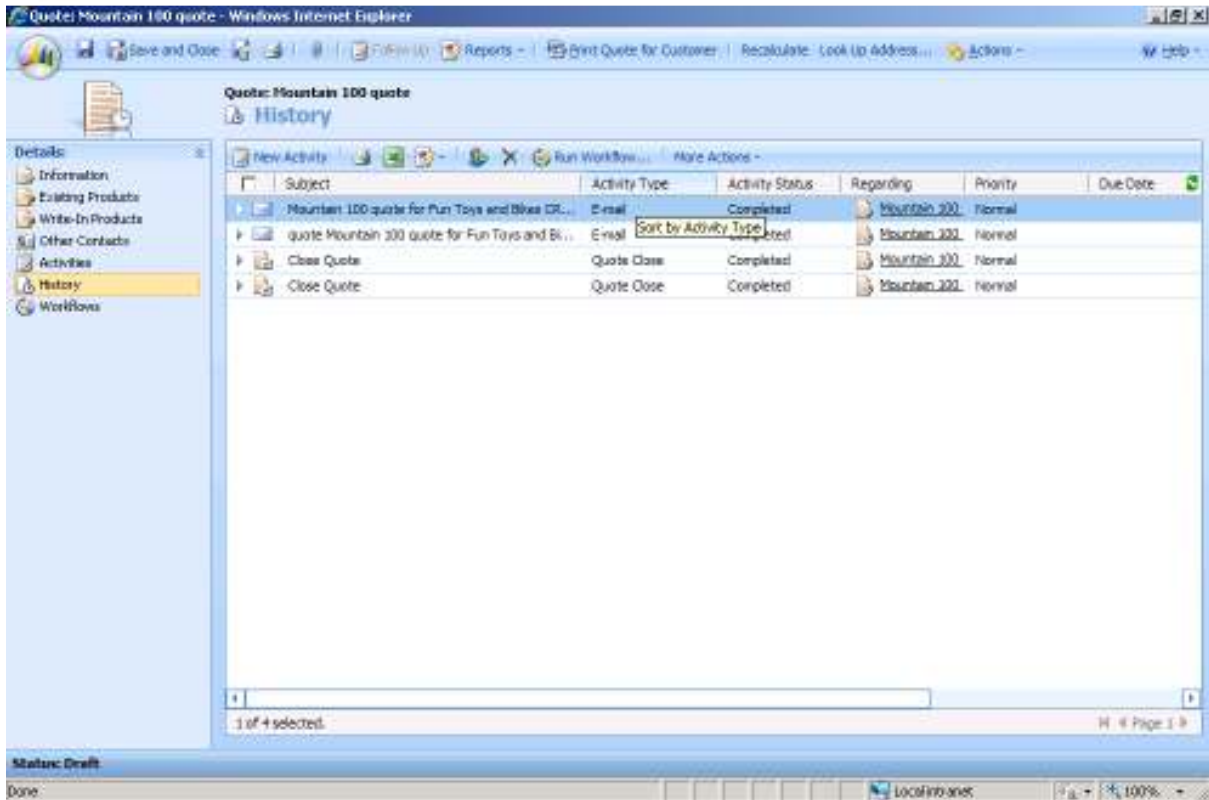 Quote: Mountain 100 quote - Windows Internet Explorer
Save and Close Follow Up Reports - Print Quote for Customer Recalculate Look Up Address... Actions - Help -
Quote: Mountain 100 quote
History
Details:
Information
Existing Products
Write-In Products
Other Contacts
Activities
History
Workflows
New Activity Run Workflow... More Actions -
Subject Activity Type Activity Status Regarding Priority Due Date
Mountain 100 quote for Fun Toys and Bikes CR... E-mail Completed Mountain 100 Normal
quote Mountain 100 quote for Fun Toys and Bi... E-mail Completed Mountain 100 Normal
Sort by Activity Type
Close Quote Quote Close Completed Mountain 100 Normal
Close Quote Quote Close Completed Mountain 100 Normal
1 of 4 selected. Page 1
Status: Draft
Done Local intranet 100%